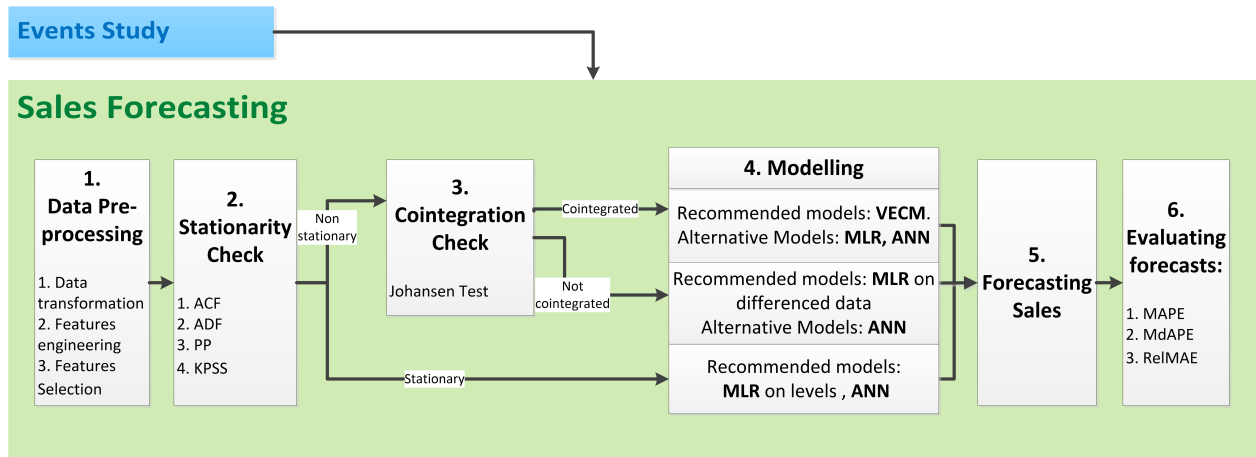 Events Study
Sales Forecasting
1.
Data Pre-
processing
1. Data
transformation
2. Features
engineering
3. Features
Selection
2.
Stationarity
Check
1. ACF
2. ADF
3. PP
4. KPSS
Non
stationary
Stationary
3.
Cointegration
Check
Johansen Test
Cointegrated
Not
cointegrated
4. Modelling
Recommended models: VECM.
Alternative Models: MLR, ANN
Recommended models: MLR on
differenced data
Alternative Models: ANN
Recommended models:
MLR on levels , ANN
5.
Forecasting
Sales
6.
Evaluating
forecasts:
1. MAPE
2. MdAPE
3. RelMAE